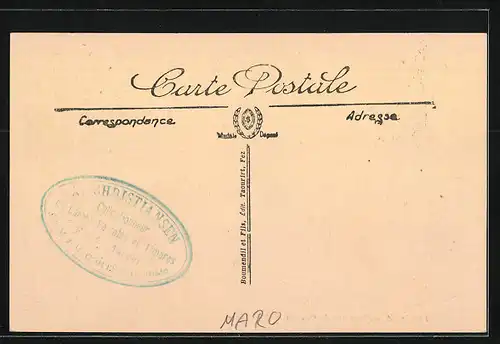 Carte Postale
Correspondance
Adresse
Modèle Déposé
Boumendil et Fils, Edit. Taourirt, Fez
CHRISTIANSEN
MARO